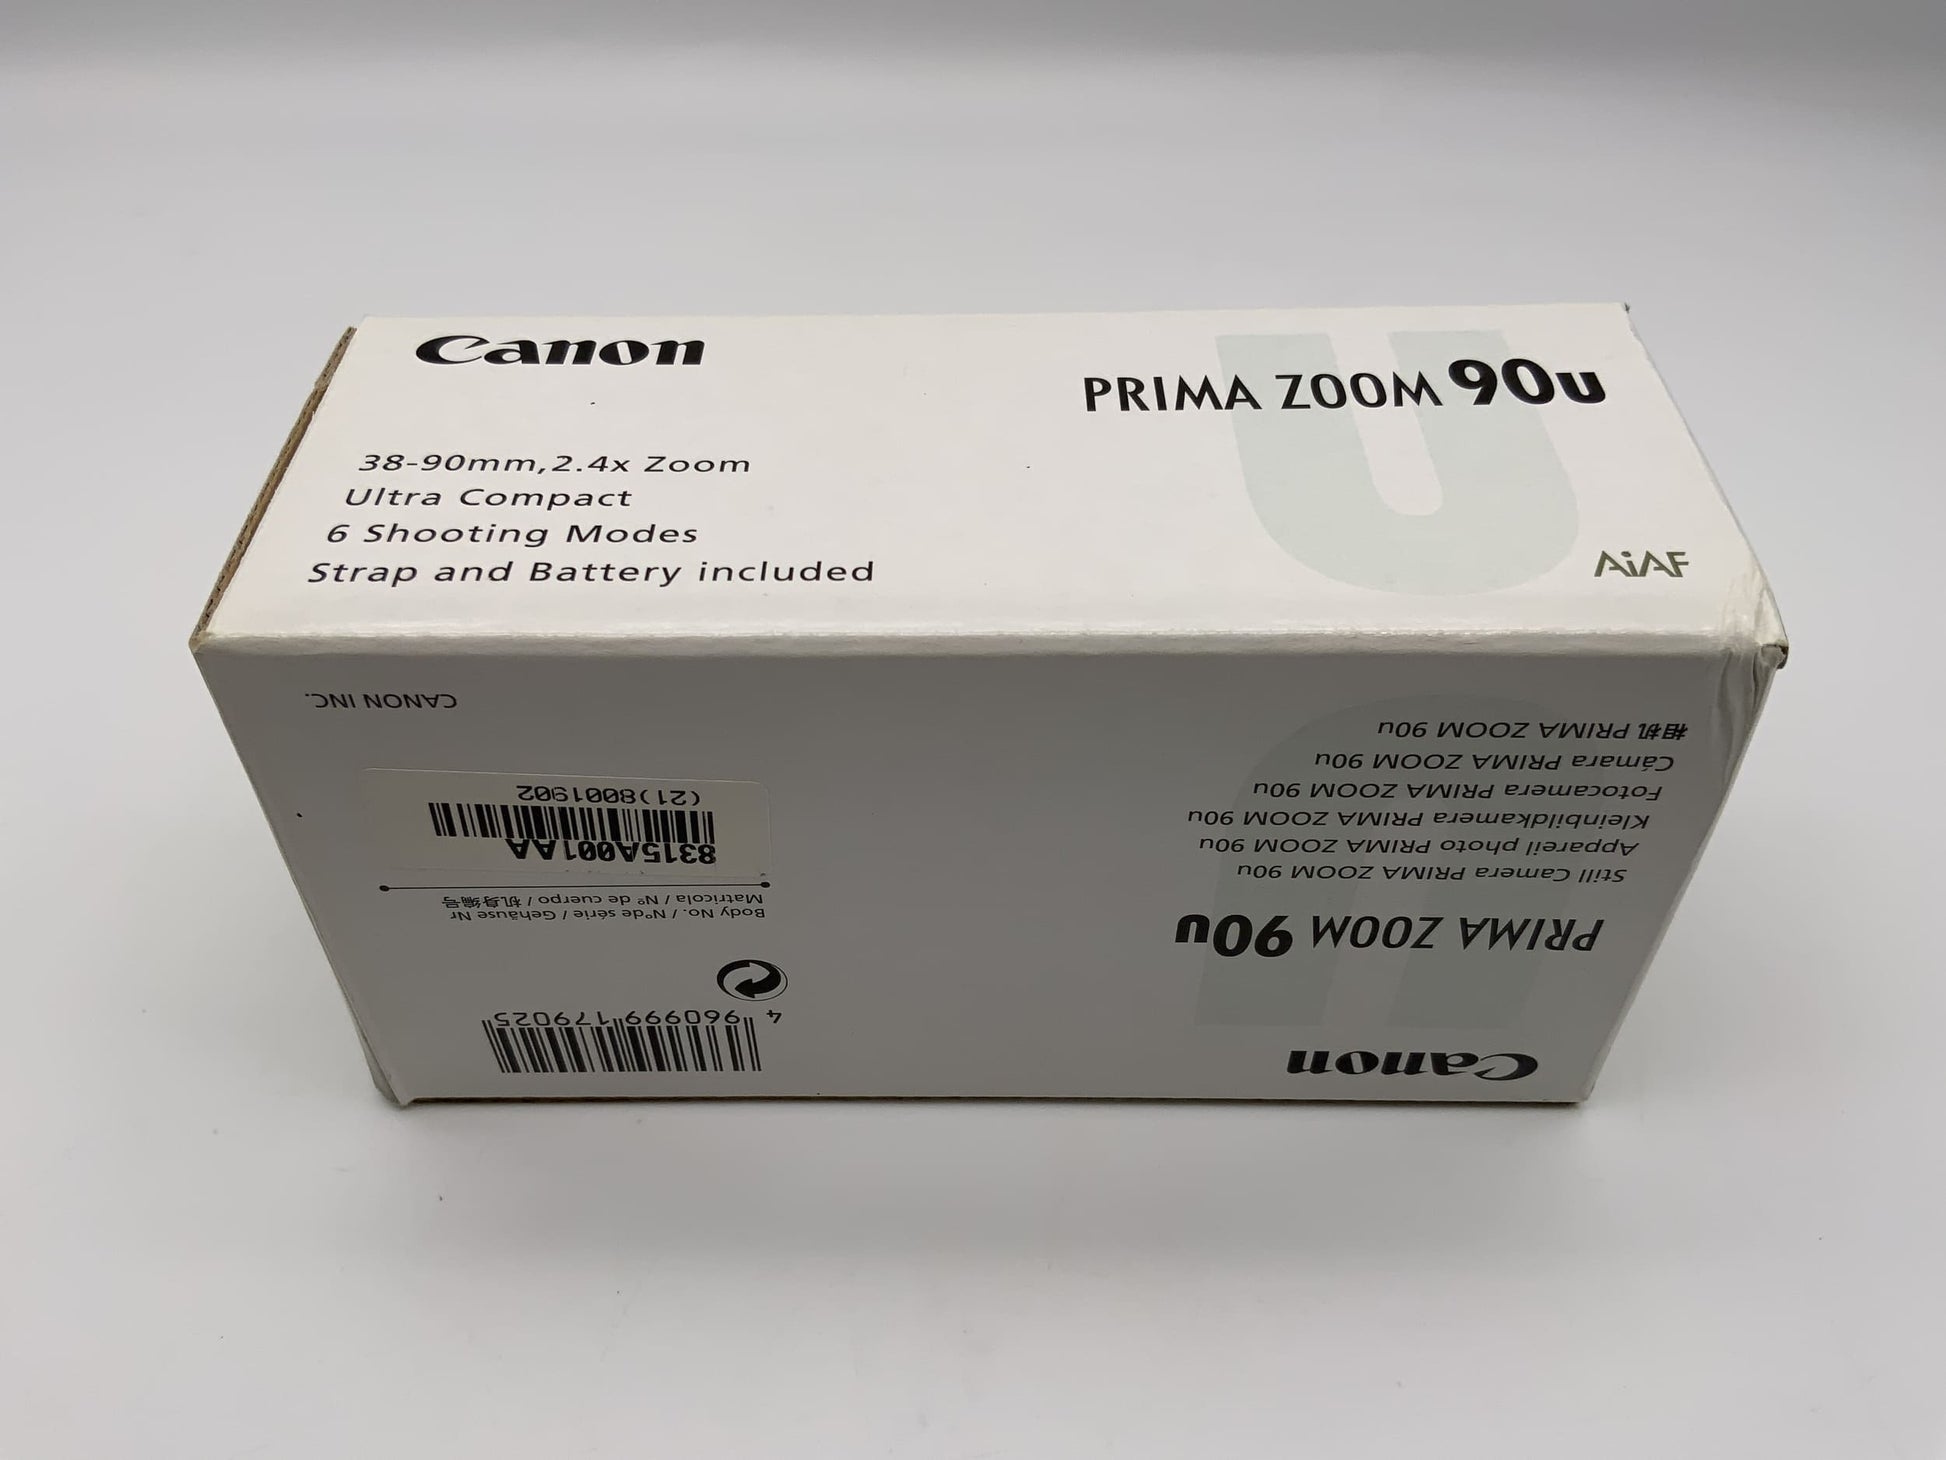 Canon
PRIMA ZOOM 90u
38-90mm,2.4x Zoom
Ultra Compact
6 Shooting Modes
Strap and Battery included
AiAF
Canon
PRIMA ZOOM 90u
Still Camera PRIMA ZOOM 90u
Appareil photo PRIMA ZOOM 90u
Kleinbildkamera PRIMA ZOOM 90u
Fotocamera PRIMA ZOOM 90u
Cámara PRIMA ZOOM 90u
相机 PRIMA ZOOM 90u
4 960999 179025
Body No. / N° de série / Gehäuse Nr
Matricola / N° de cuerpo / 机身编号
8315A001AA
(21)8001902
CANON INC.